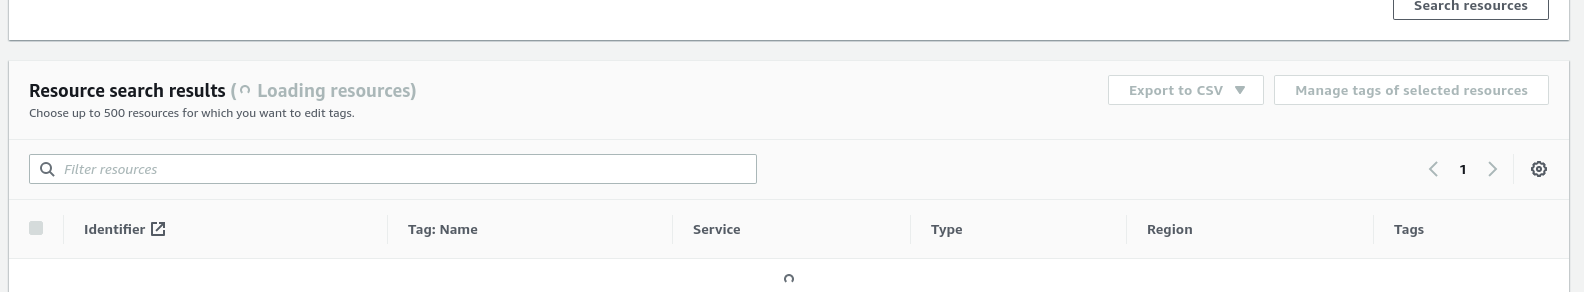 Search resources
Resource search results ( Loading resources)
Choose up to 500 resources for which you want to edit tags.
Export to CSV
Manage tags of selected resources
Filter resources
1
Identifier
Tag: Name
Service
Type
Region
Tags